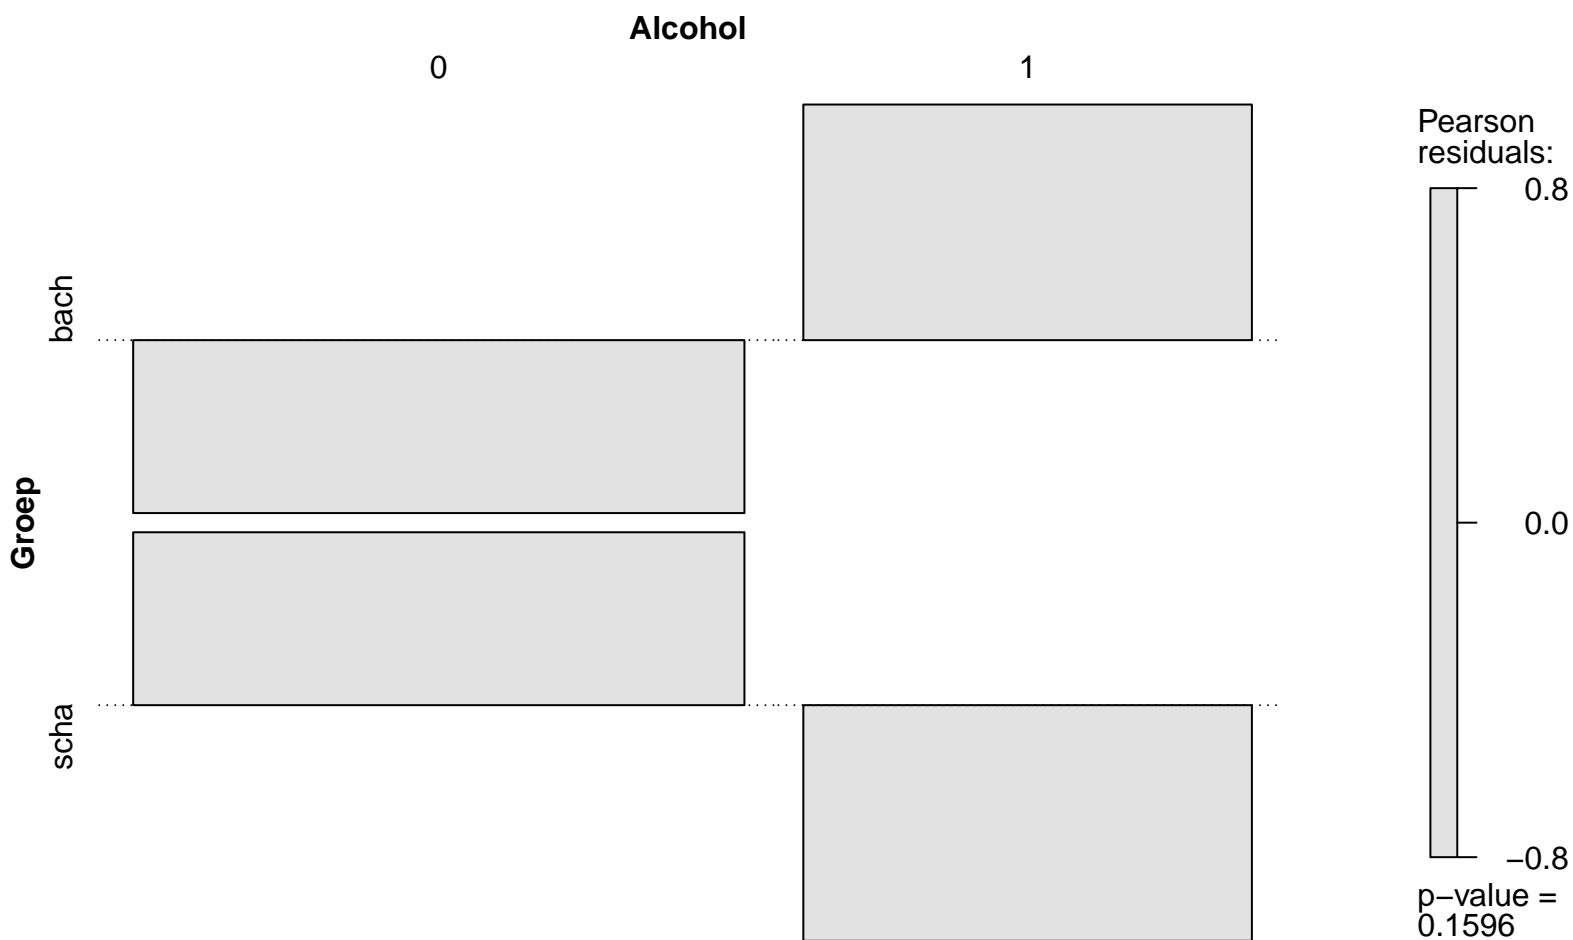 Alcohol
0 1
Groep
bach
scha
Pearson
residuals:
0.8
0.0
−0.8
p−value =
0.1596